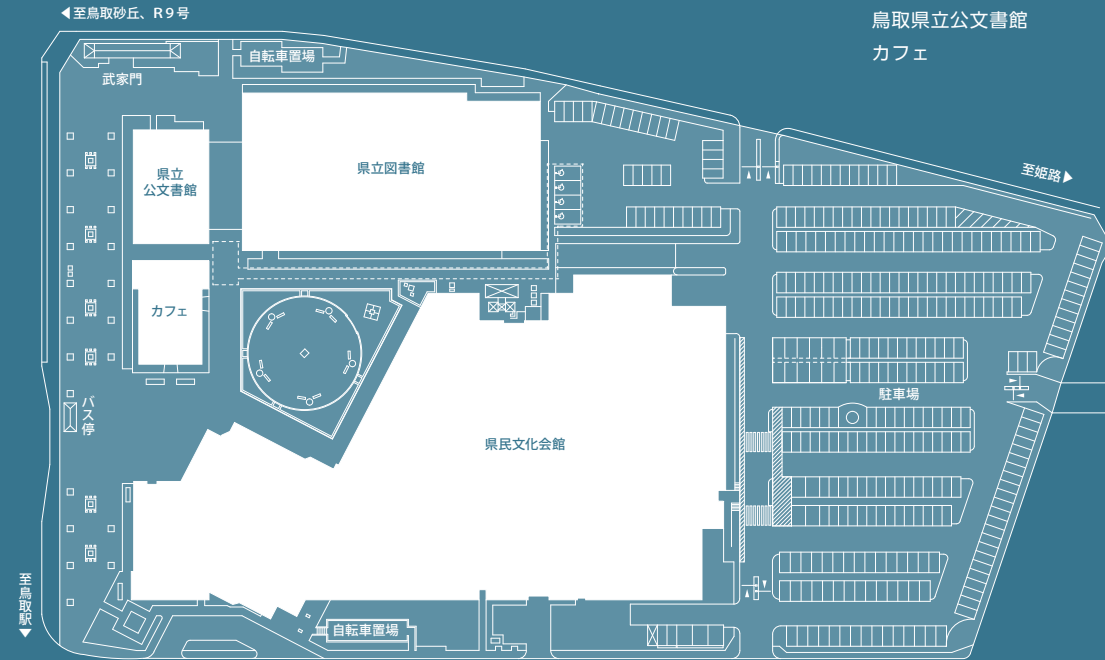 ◀至鳥取砂丘、R9号
鳥取県立公文書館
カフェ
自転車置場
武家門
県立
公文書館
県立図書館
至姫路▶
カフェ
駐車場
バス停
県民文化会館
至鳥取駅▼
自転車置場